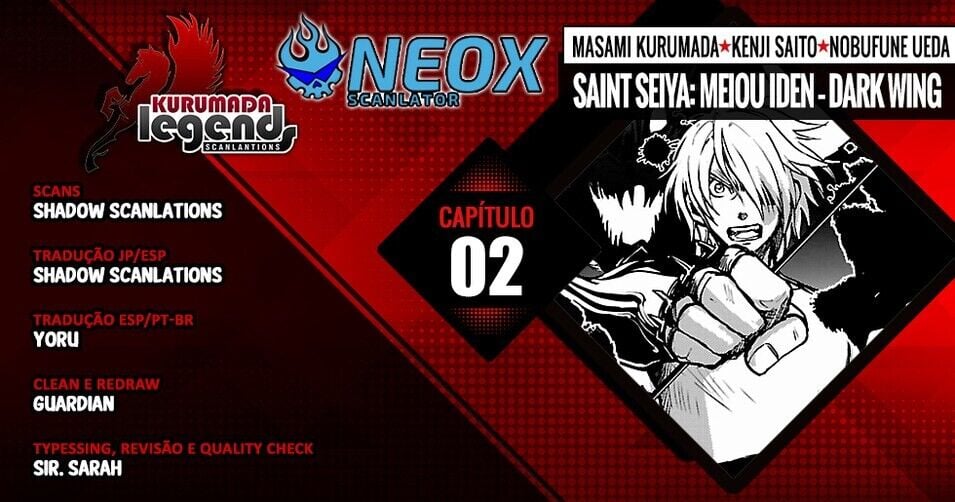 KURUMADA
legends
SCANLANTIONS
NEOX
SCANLATOR
MASAMI KURUMADA★KENJI SAITO★NOBUFUNE UEDA
SAINT SEIYA: MEIOU IDEN - DARK WING
SCANS
SHADOW SCANLATIONS
TRADUÇÃO JP/ESP
SHADOW SCANLATIONS
TRADUÇÃO ESP/PT-BR
YORU
CLEAN E REDRAW
GUARDIAN
TYPESSING, REVISÃO E QUALITY CHECK
SIR. SARAH
CAPÍTULO
02